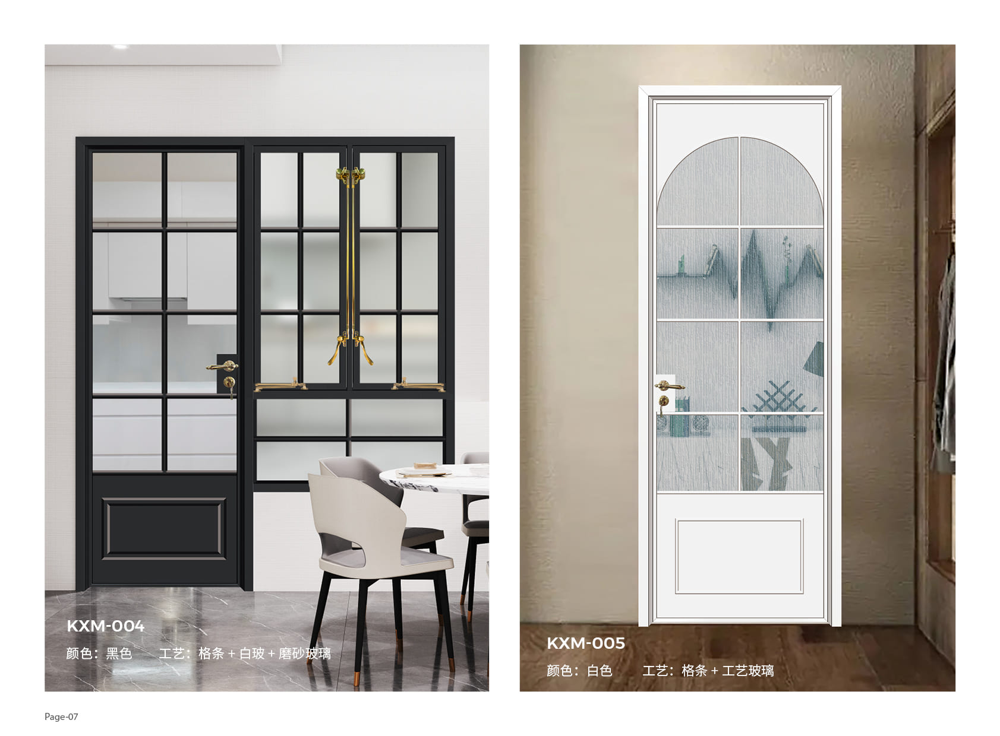 KXM-004
颜色：黑色 工艺：格条 + 白玻 + 磨砂玻璃
KXM-005
颜色：白色 工艺：格条 + 工艺玻璃
Page-07